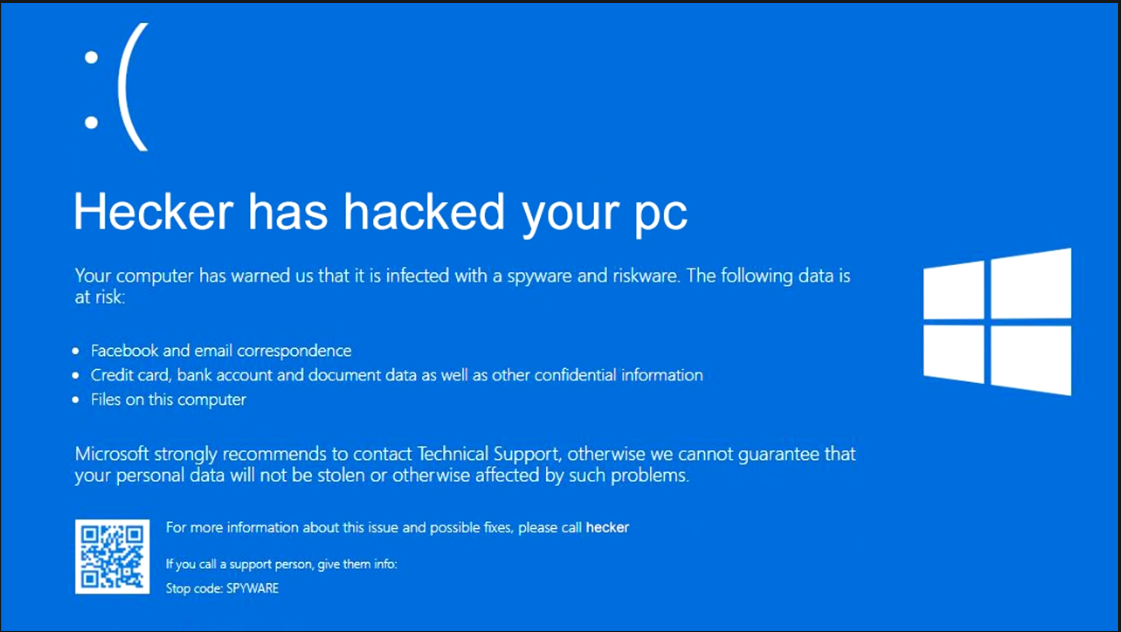 :(
Hecker has hacked your pc
Your computer has warned us that it is infected with a spyware and riskware. The following data is
at risk:
• Facebook and email correspondence
• Credit card, bank account and document data as well as other confidential information
• Files on this computer
Microsoft strongly recommends to contact Technical Support, otherwise we cannot guarantee that
your personal data will not be stolen or otherwise affected by such problems.
For more information about this issue and possible fixes, please call hecker
If you call a support person, give them info:
Stop code: SPYWARE